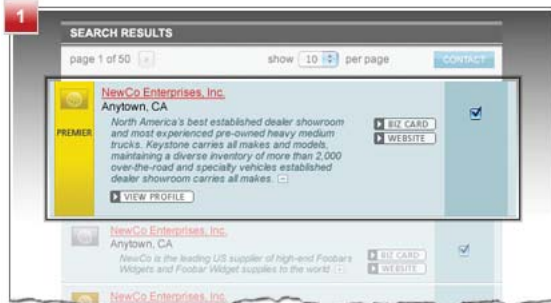 1
SEARCH RESULTS
page 1 of 50 show 10 per page CONTACT
NewCo Enterprises, Inc.
Anytown, CA
PREMIER
North America's best established dealer showroom
and most experienced pre-owned heavy medium
trucks. Keystone carries all makes and models,
maintaining a diverse inventory of more than 2,000
over-the-road and specialty vehicles established
dealer showroom carries all makes.
BIZ CARD
WEBSITE
VIEW PROFILE
NewCo Enterprises, Inc.
Anytown, CA
NewCo is the leading US supplier of high-end Foobars
Widgets and Foobar Widget supplies to the world
BIZ CARD
WEBSITE
NewCo Enterprises, Inc.